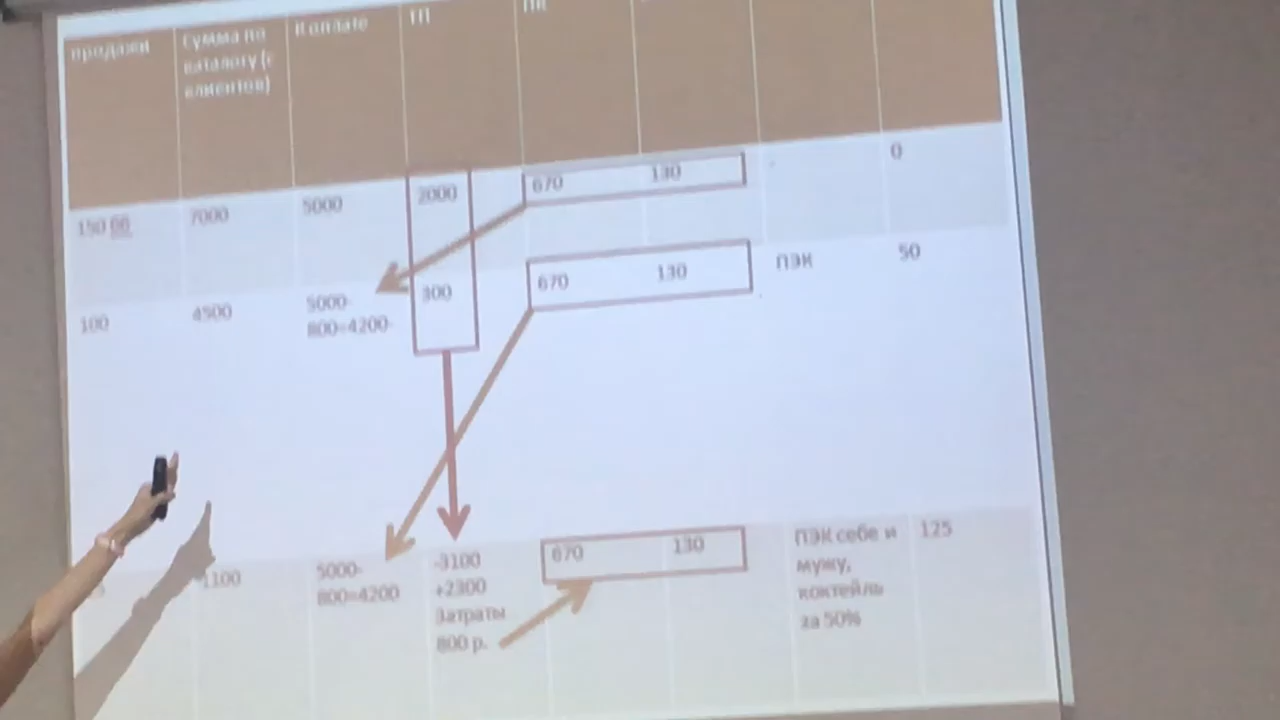 продажи
Сумма по
каталогу (с
клиентов)
К оплате
ТП
ПК
150 бб
7000
5000
2000
670
130
0
100
4500
5000-
800=4200
300
670
130
ПЭК
50
1100
5000-
800=4200
-3100
+2300
Затраты
800 р.
670
130
ПЭК себе и
мужу,
коктейль
за 50%
125